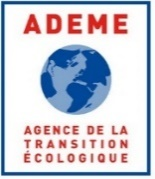 ADEME
AGENCE DE LA
TRANSITION
ÉCOLOGIQUE